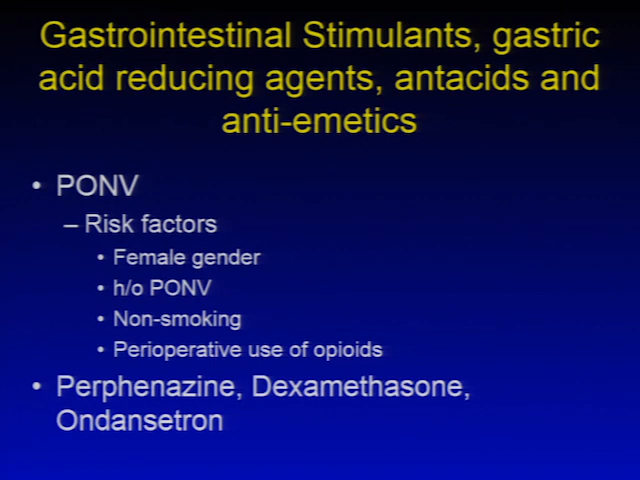 Gastrointestinal Stimulants, gastric
acid reducing agents, antacids and
anti-emetics
• PONV
– Risk factors
• Female gender
• h/o PONV
• Non-smoking
• Perioperative use of opioids
• Perphenazine, Dexamethasone,
Ondansetron